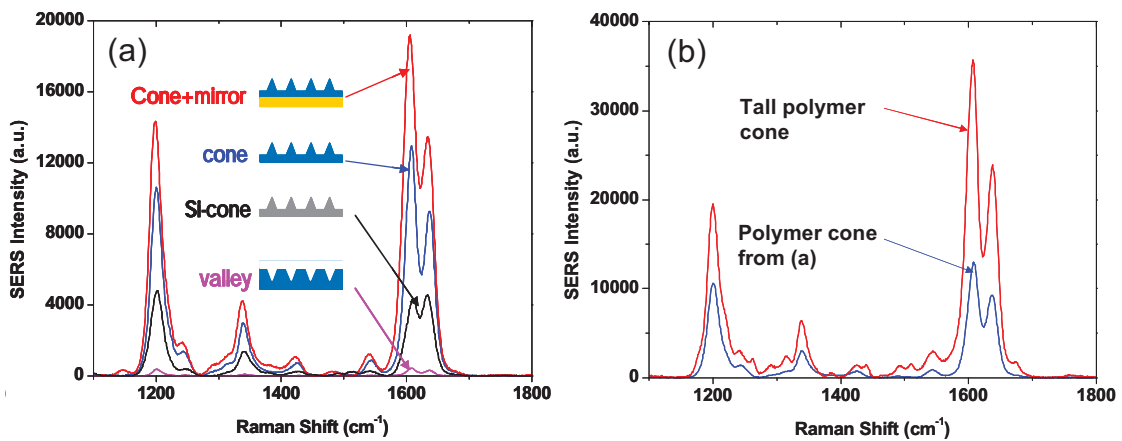 (a)
20000
16000
12000
8000
4000
0
SERS Intensity (a.u.)
Cone+mirror
cone
SI-cone
valley
1200 1400 1600 1800
Raman Shift (cm⁻¹)
(b)
40000
30000
20000
10000
0
SERS Intensity (a.u.)
Tall polymer
cone
Polymer cone
from (a)
1200 1400 1600 1800
Raman Shift (cm⁻¹)